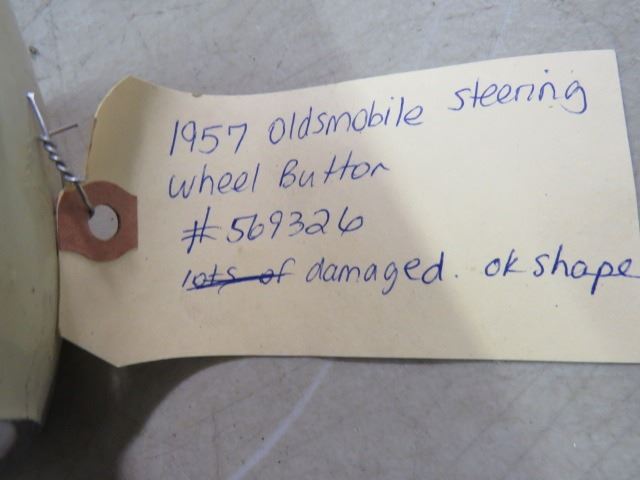 1957 Oldsmobile Steering
Wheel Button
#569326
lots of damaged. ok shape